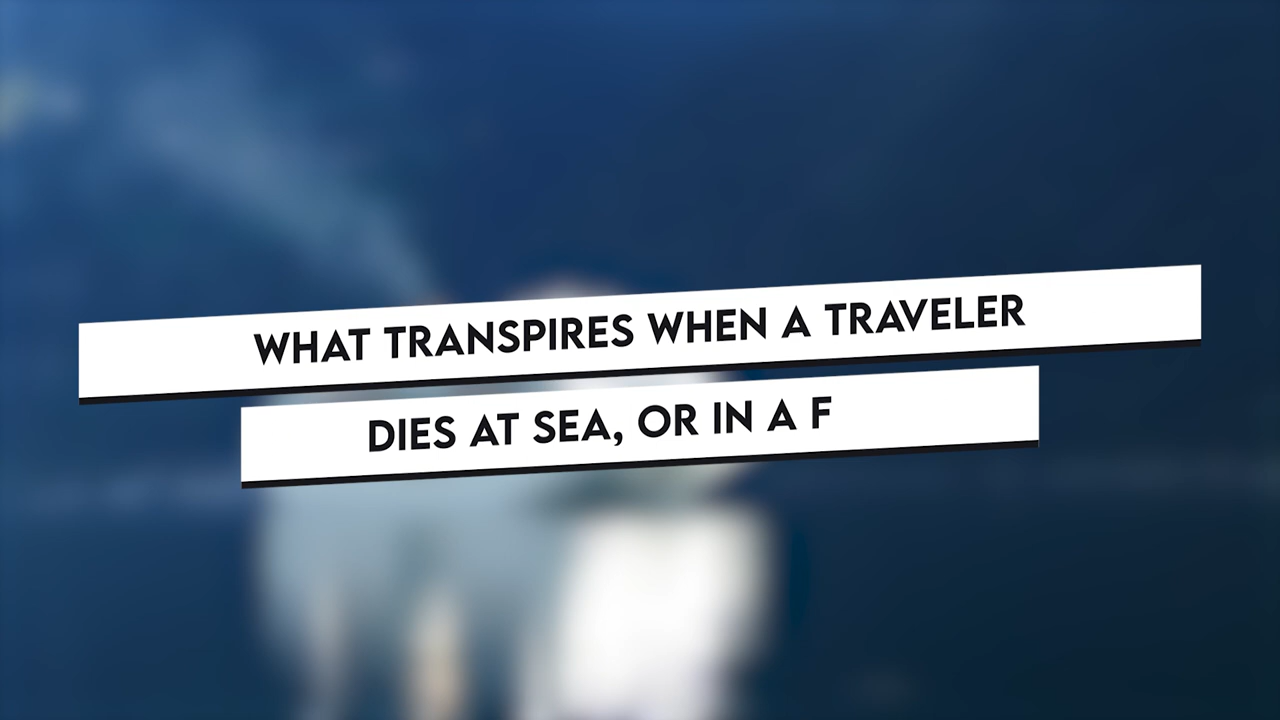 WHAT TRANSPIRES WHEN A TRAVELER
DIES AT SEA, OR IN A F